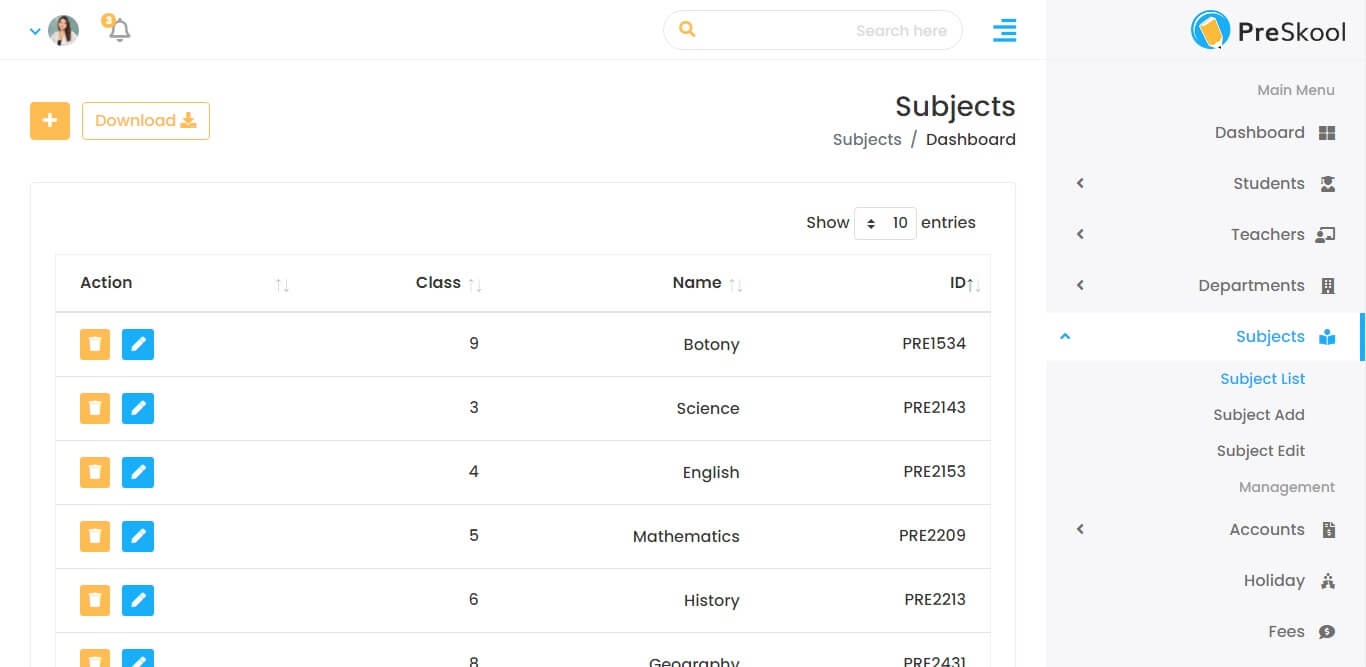 3
Search here
PreSkool
Main Menu
Dashboard
Students
Teachers
Departments
Subjects
Subject List
Subject Add
Subject Edit
Management
Accounts
Holiday
Fees
Download
Subjects
Subjects / Dashboard
Show 10 entries
Action Class Name ID
9 Botony PRE1534
3 Science PRE2143
4 English PRE2153
5 Mathematics PRE2209
6 History PRE2213
8 Geography PRE2431